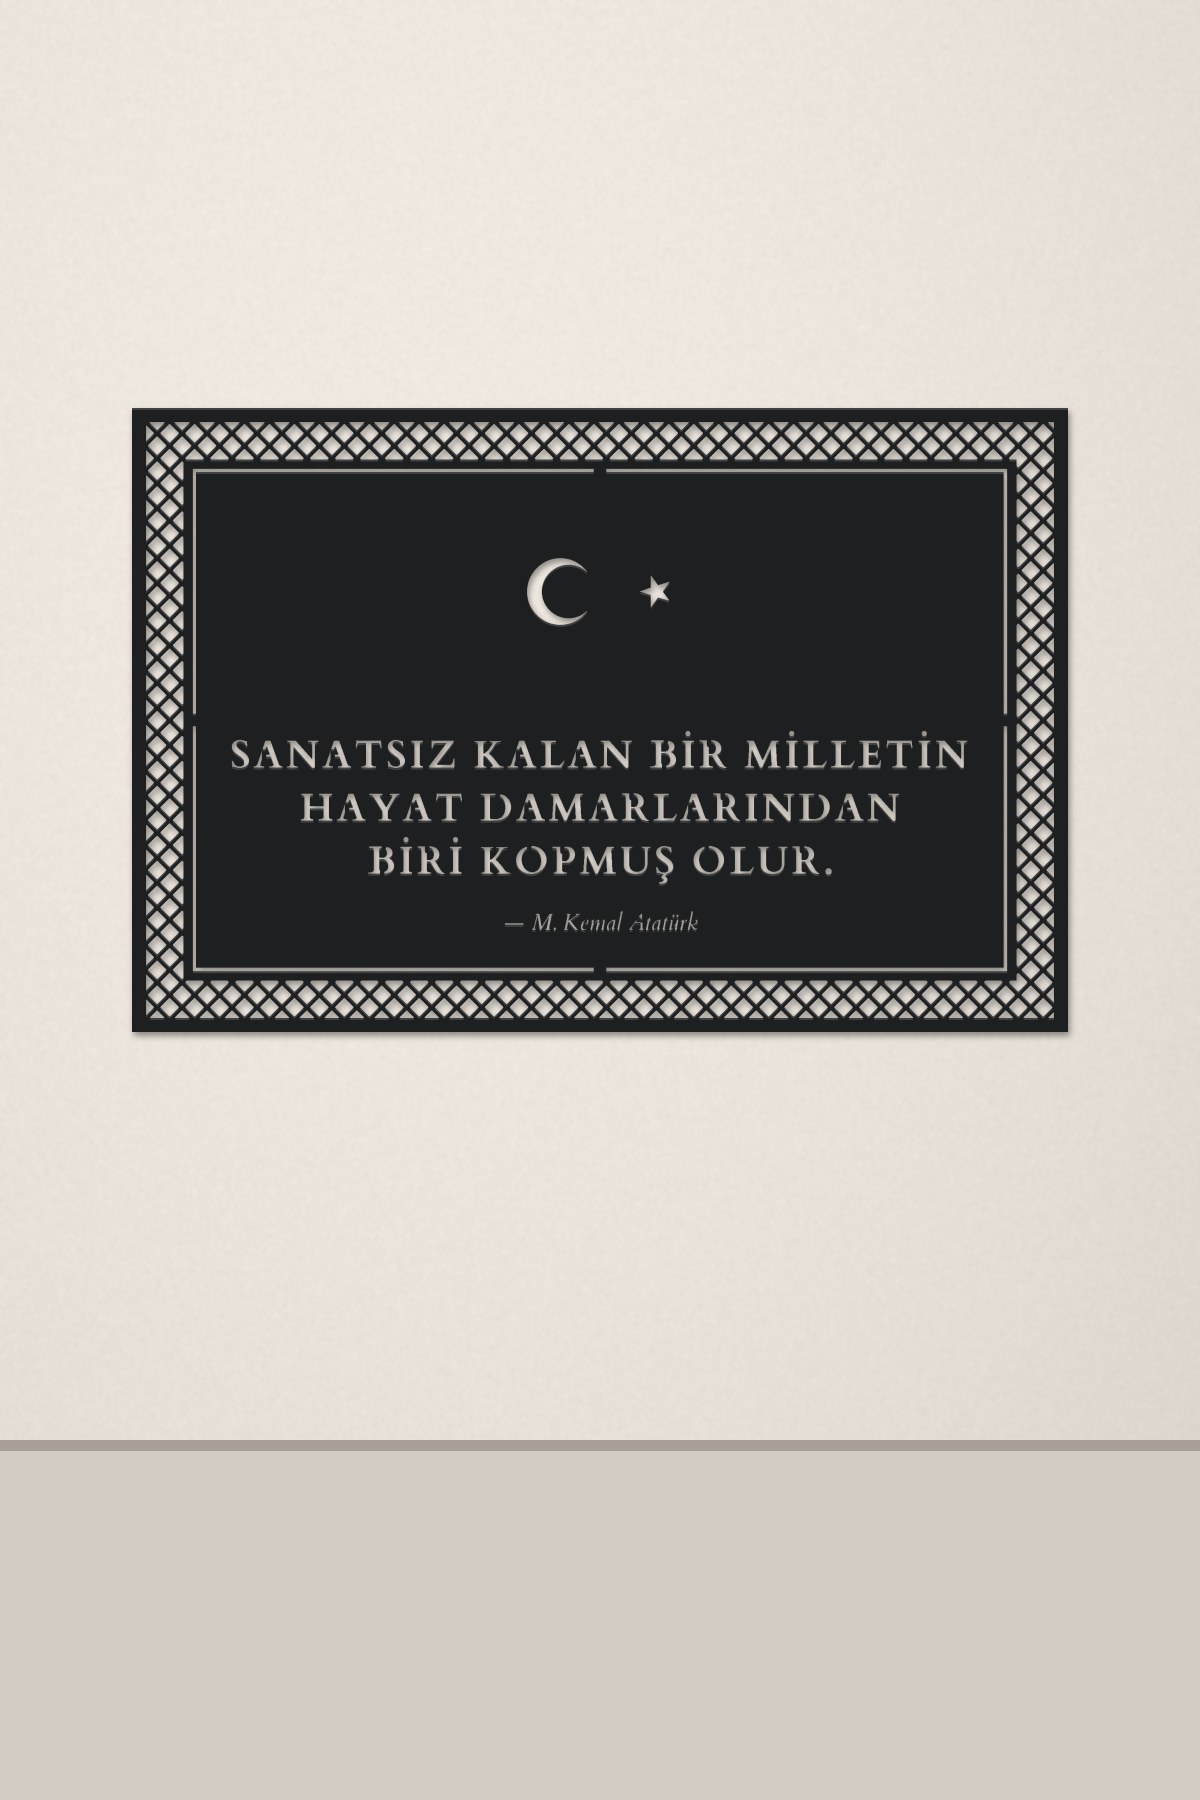 SANATSIZ KALAN BİR MİLLETİN
HAYAT DAMARLARINDAN
BİRİ KOPMUŞ OLUR.
— M. Kemal Atatürk